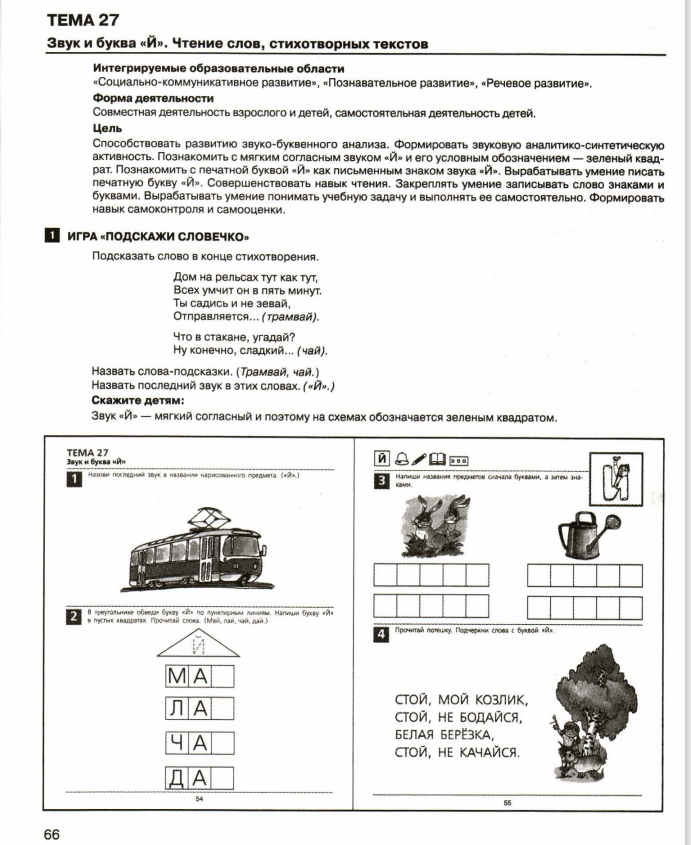 ТЕМА 27
Звук и буква «Й». Чтение слов, стихотворных текстов
Интегрируемые образовательные области
«Социально-коммуникативное развитие», «Познавательное развитие», «Речевое развитие».
Форма деятельности
Совместная деятельность взрослого и детей, самостоятельная деятельность детей.
Цель
Способствовать развитию звуко-буквенного анализа. Формировать звуковую аналитико-синтетическую
активность. Познакомить с мягким согласным звуком «Й» и его условным обозначением — зеленый квад-
рат. Познакомить с печатной буквой «Й» как письменным знаком звука «Й». Вырабатывать умение писать
печатную букву «Й». Совершенствовать навык чтения. Закреплять умение записывать слово знаками и
буквами. Вырабатывать умение понимать учебную задачу и выполнять ее самостоятельно. Формировать
навык самоконтроля и самооценки.
1 ИГРА «ПОДСКАЖИ СЛОВЕЧКО»
Подсказать слово в конце стихотворения.
Дом на рельсах тут как тут,
Всех умчит он в пять минут.
Ты садись и не зевай,
Отправляется... (трамвай).
Что в стакане, угадай?
Ну конечно, сладкий... (чай).
Назвать слова-подсказки. (Трамвай, чай.)
Назвать последний звук в этих словах. («Й».)
Скажите детям:
Звук «Й» — мягкий согласный и поэтому на схемах обозначается зеленым квадратом.
ТЕМА 27
Звук и буква «Й»
1 Назови последний звук в названии нарисованного предмета. («Й».)
2 В треугольнике обведи букву «Й» по пунктирным линиям. Напиши букву «Й»
в пустых квадратах. Прочитай слова. (Май, лай, чай, дай.)
Й
МА
ЛА
ЧА
ДА
54
Й
3 Напиши названия предметов сначала буквами, а затем зна-
ками.
4 Прочитай потешку. Подчеркни слова с буквой «Й».
СТОЙ, МОЙ КОЗЛИК,
СТОЙ, НЕ БОДАЙСЯ,
БЕЛАЯ БЕРЁЗКА,
СТОЙ, НЕ КАЧАЙСЯ.
55
66